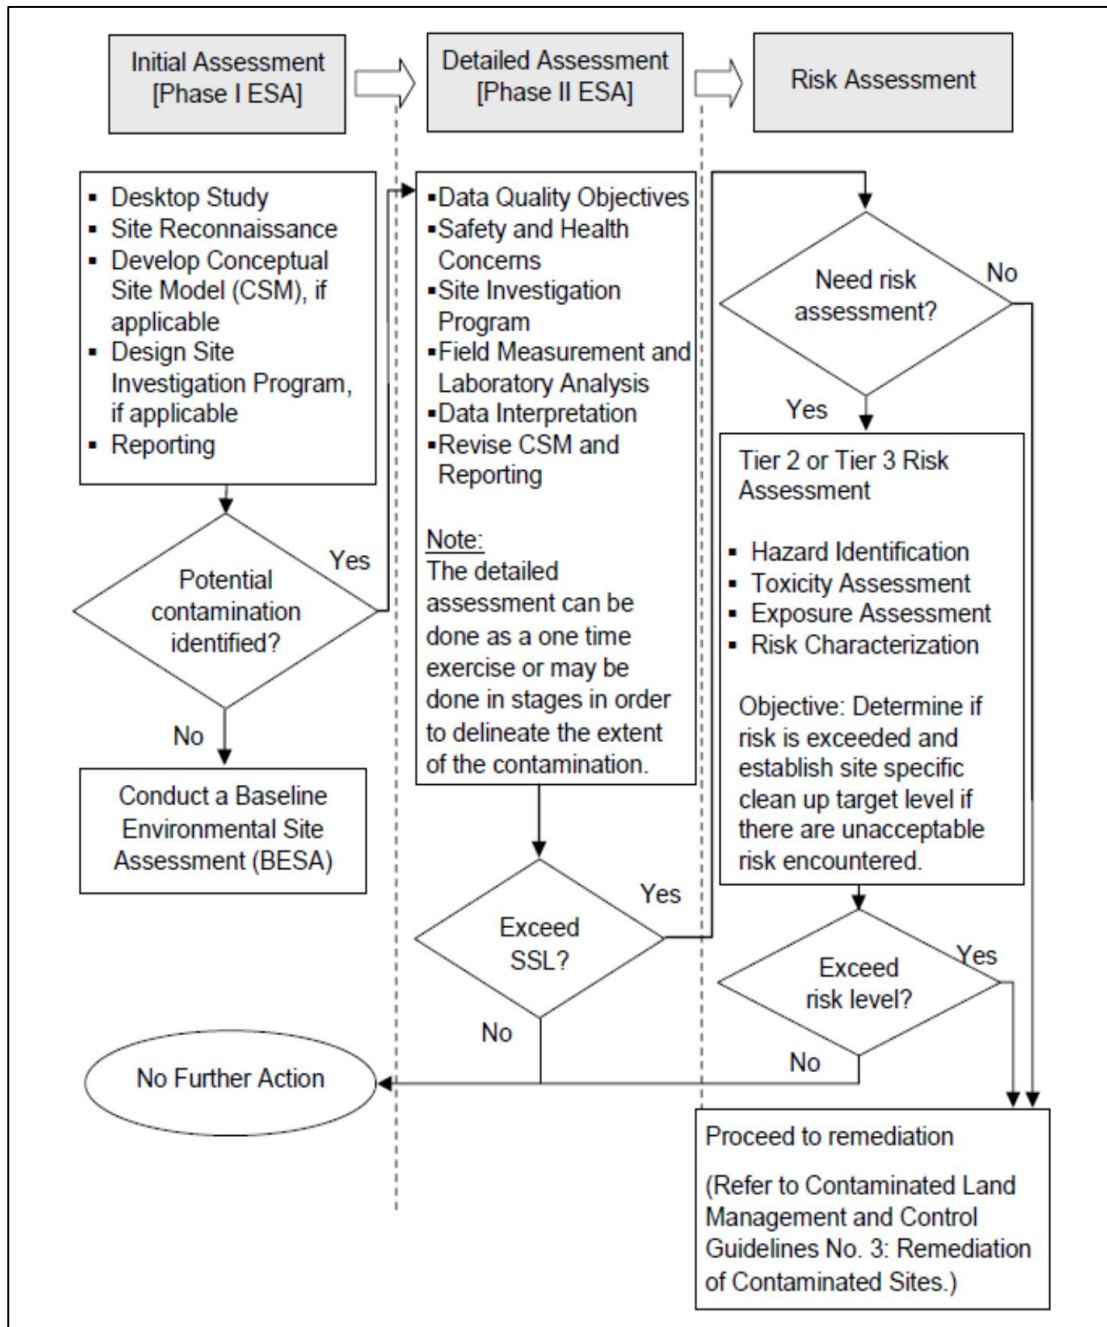 Initial Assessment
[Phase I ESA]
Detailed Assessment
[Phase II ESA]
Risk Assessment
▪ Desktop Study
▪ Site Reconnaissance
▪ Develop Conceptual
Site Model (CSM), if
applicable
▪ Design Site
Investigation Program,
if applicable
▪ Reporting
Potential
contamination
identified?
Yes
No
Conduct a Baseline
Environmental Site
Assessment (BESA)
No Further Action
▪Data Quality Objectives
▪Safety and Health
Concerns
▪Site Investigation
Program
▪Field Measurement and
Laboratory Analysis
▪Data Interpretation
▪Revise CSM and
Reporting
Note:
The detailed
assessment can be
done as a one time
exercise or may be
done in stages in order
to delineate the extent
of the contamination.
Exceed
SSL?
Yes
No
Need risk
assessment?
No
Yes
Tier 2 or Tier 3 Risk
Assessment
▪ Hazard Identification
▪ Toxicity Assessment
▪ Exposure Assessment
▪ Risk Characterization
Objective: Determine if
risk is exceeded and
establish site specific
clean up target level if
there are unacceptable
risk encountered.
Exceed
risk level?
Yes
No
Proceed to remediation
(Refer to Contaminated Land
Management and Control
Guidelines No. 3: Remediation
of Contaminated Sites.)